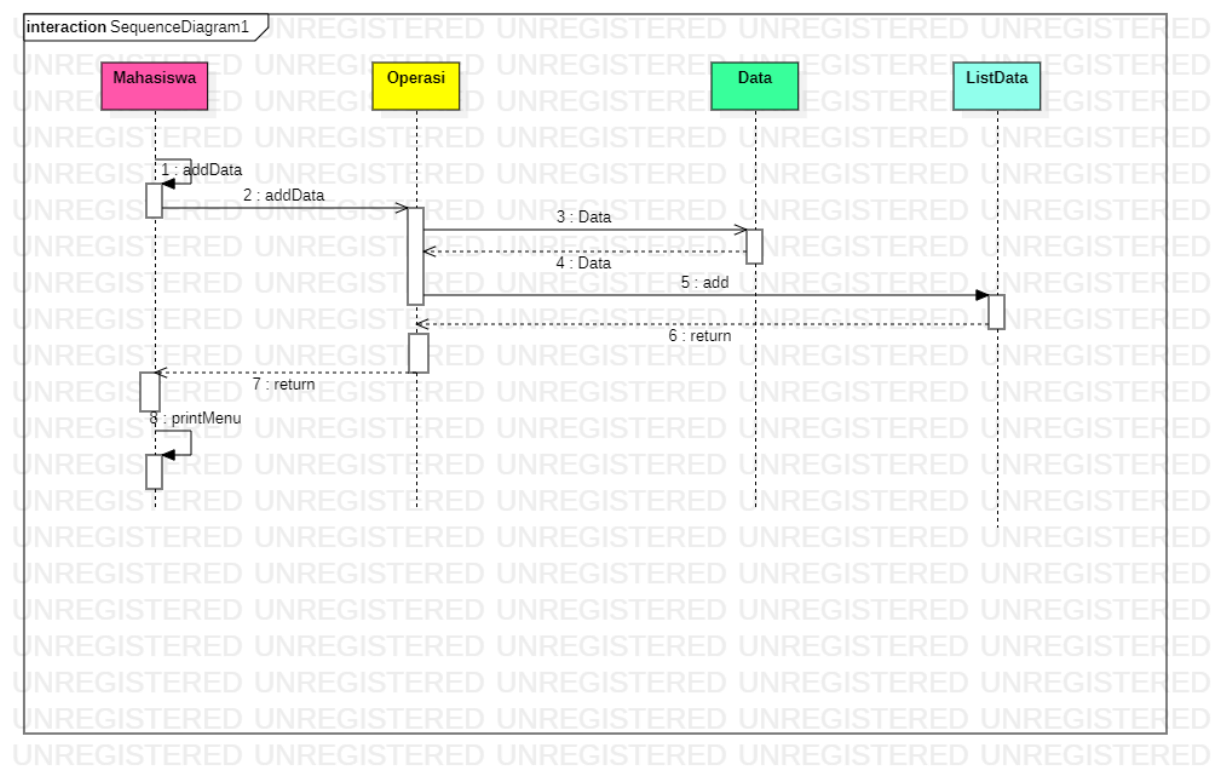 interaction SequenceDiagram1
Mahasiswa
Operasi
Data
ListData
1 : addData
2 : addData
3 : Data
4 : Data
5 : add
6 : return
7 : return
8 : printMenu
UNREGISTERED UNREGISTERED UNREGISTERED UNREGISTERED UNREGISTERED